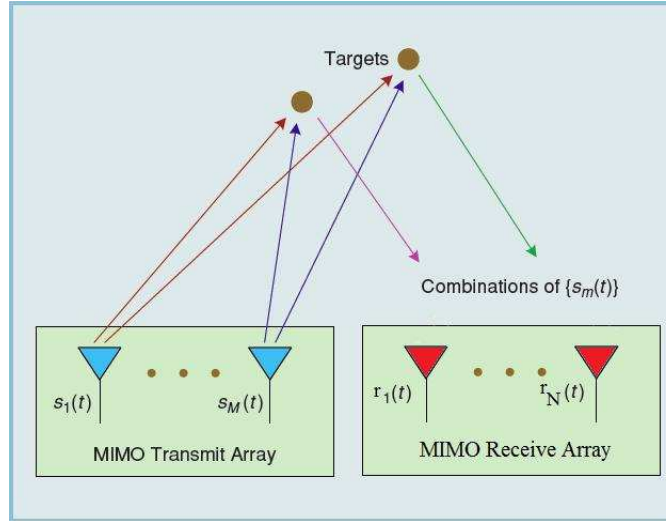 Targets
Combinations of {sm(t)}
s1(t) sM(t) r1(t) rN(t)
MIMO Transmit Array MIMO Receive Array